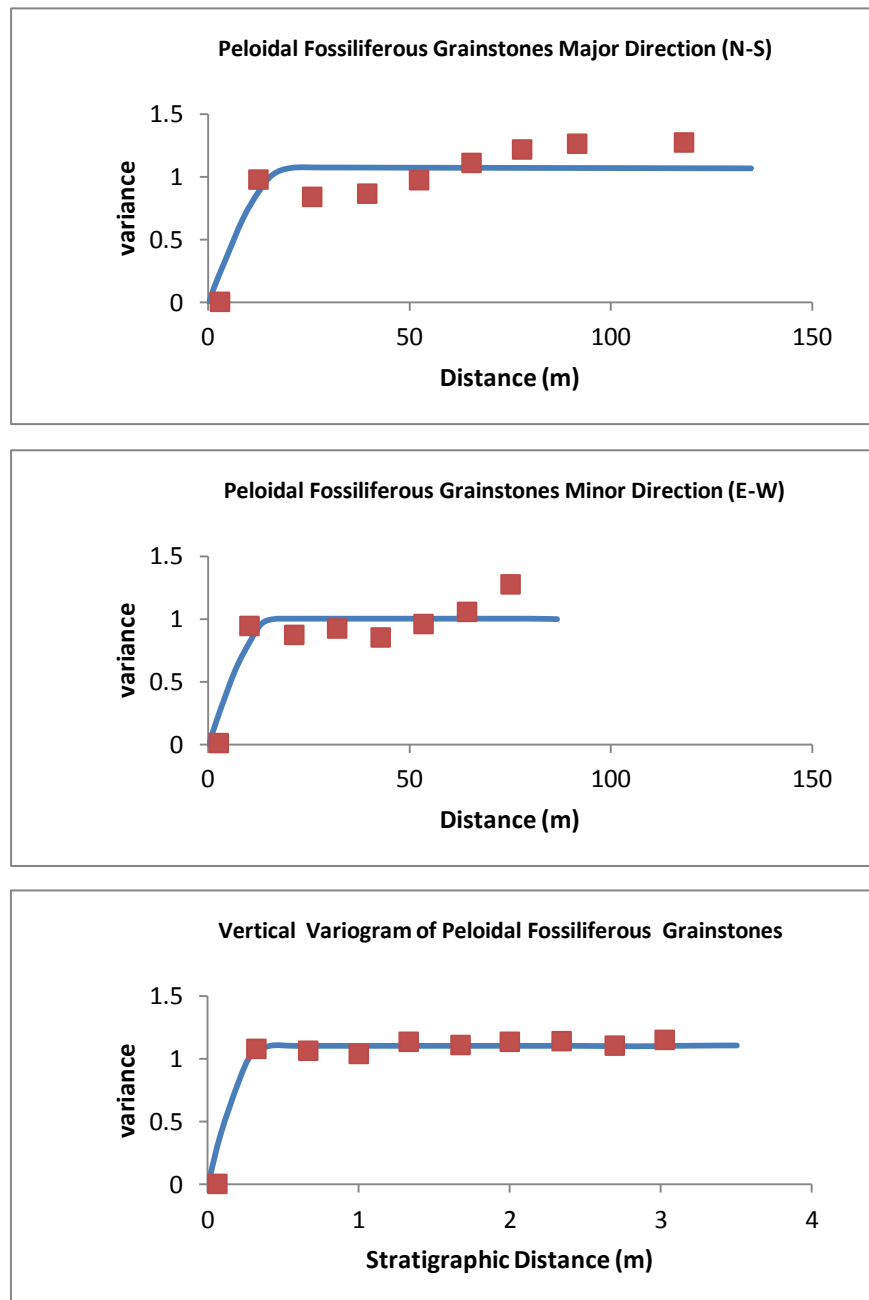 Peloidal Fossiliferous Grainstones Major Direction (N-S)
1.5
1
0.5
0
variance
0 50 100 150
Distance (m)
Peloidal Fossiliferous Grainstones Minor Direction (E-W)
1.5
1
0.5
0
variance
0 50 100 150
Distance (m)
Vertical Variogram of Peloidal Fossiliferous Grainstones
1.5
1
0.5
0
variance
0 1 2 3 4
Stratigraphic Distance (m)